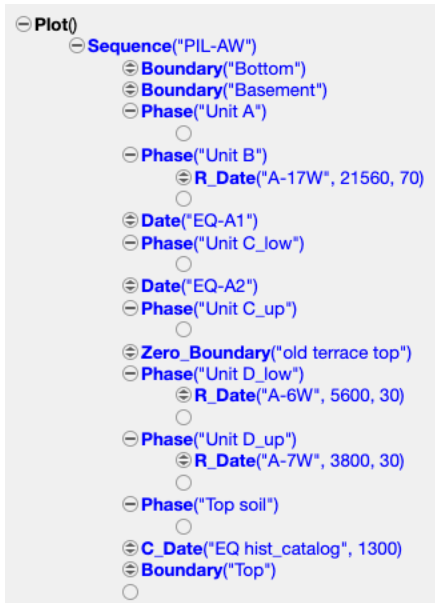 Plot()
Sequence("PIL-AW")
Boundary("Bottom")
Boundary("Basement")
Phase("Unit A")
Phase("Unit B")
R_Date("A-17W", 21560, 70)
Date("EQ-A1")
Phase("Unit C_low")
Date("EQ-A2")
Phase("Unit C_up")
Zero_Boundary("old terrace top")
Phase("Unit D_low")
R_Date("A-6W", 5600, 30)
Phase("Unit D_up")
R_Date("A-7W", 3800, 30)
Phase("Top soil")
C_Date("EQ hist_catalog", 1300)
Boundary("Top")